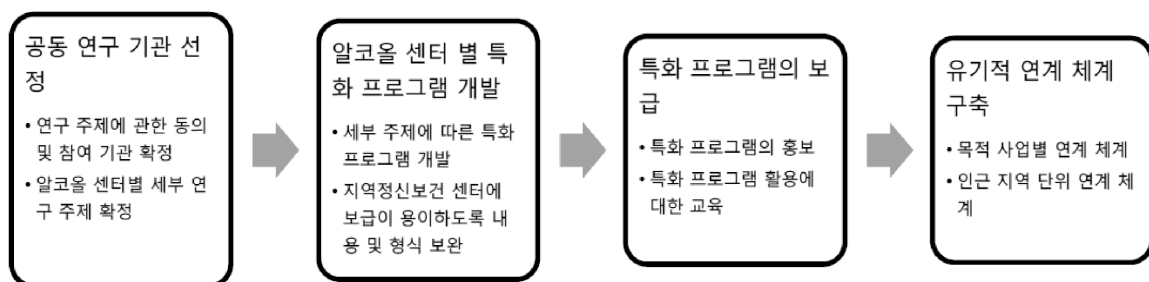 공동 연구 기관 선
정
• 연구 주제에 관한 동의
및 참여 기관 확정
• 알코올 센터별 세부 연
구 주제 확정
알코올 센터 별 특
화 프로그램 개발
• 세부 주제에 따른 특화
프로그램 개발
• 지역정신보건 센터에
보급이 용이하도록 내
용 및 형식 보완
특화 프로그램의 보
급
• 특화 프로그램의 홍보
• 특화 프로그램 활용에
대한 교육
유기적 연계 체계
구축
• 목적 사업별 연계 체계
• 인근 지역 단위 연계 체
계